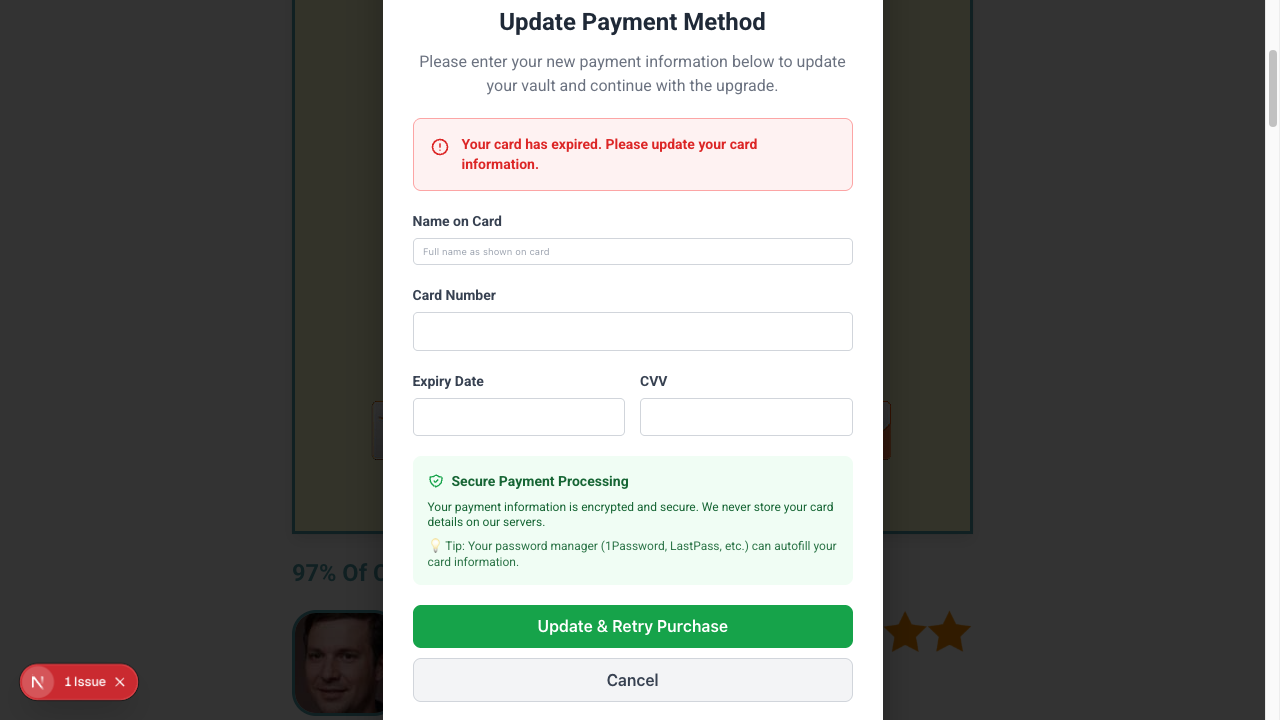 Update Payment Method
Please enter your new payment information below to update
your vault and continue with the upgrade.
Your card has expired. Please update your card
information.
Name on Card
Full name as shown on card
Card Number
Expiry Date
CVV
Secure Payment Processing
Your payment information is encrypted and secure. We never store your card
details on our servers.
💡 Tip: Your password manager (1Password, LastPass, etc.) can autofill your
card information.
97% Of
Update & Retry Purchase
Cancel
N 1 Issue